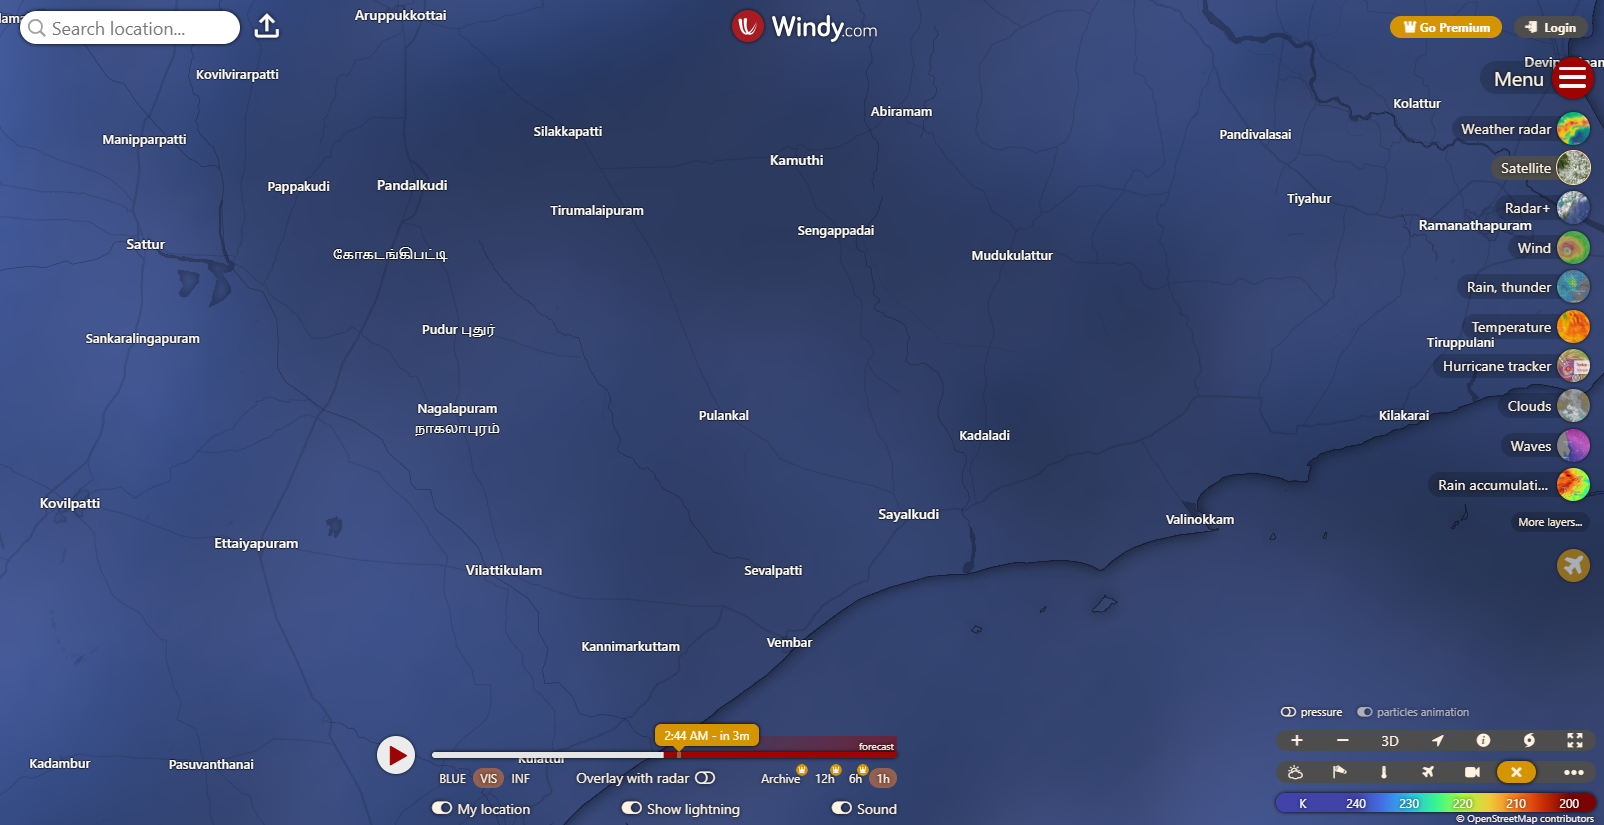 Search location...
Windy.com
Go Premium
Login
Menu
Weather radar
Satellite
Radar+
Wind
Rain, thunder
Temperature
Hurricane tracker
Clouds
Waves
Rain accumulati...
More layers...
Aruppukkottai
Kovilvirarpatti
Abiramam
Kolattur
Silakkapatti
Pandivalasai
Manipparpatti
Kamuthi
Pappakudi
Pandalkudi
Tiyahur
Tirumalaipuram
Ramanathapuram
Sengappadai
Sattur
கோகடங்கிபட்டி
Mudukulattur
Pudur புதுர்
Sankaralingapuram
Tiruppulani
Nagalapuram
நாகலாபுரம்
Pulankal
Kilakarai
Kadaladi
Kovilpatti
Sayalkudi
Valinokkam
Ettaiyapuram
Vilattikulam
Sevalpatti
Kannimarkuttam
Vembar
Kadambur
Pasuvanthanai
2:44 AM - in 3m
forecast
BLUE VIS INF
Overlay with radar
Archive 12h 6h 1h
My location
Show lightning
Sound
pressure
particles animation
3D
K 240 230 220 210 200
© OpenStreetMap contributors